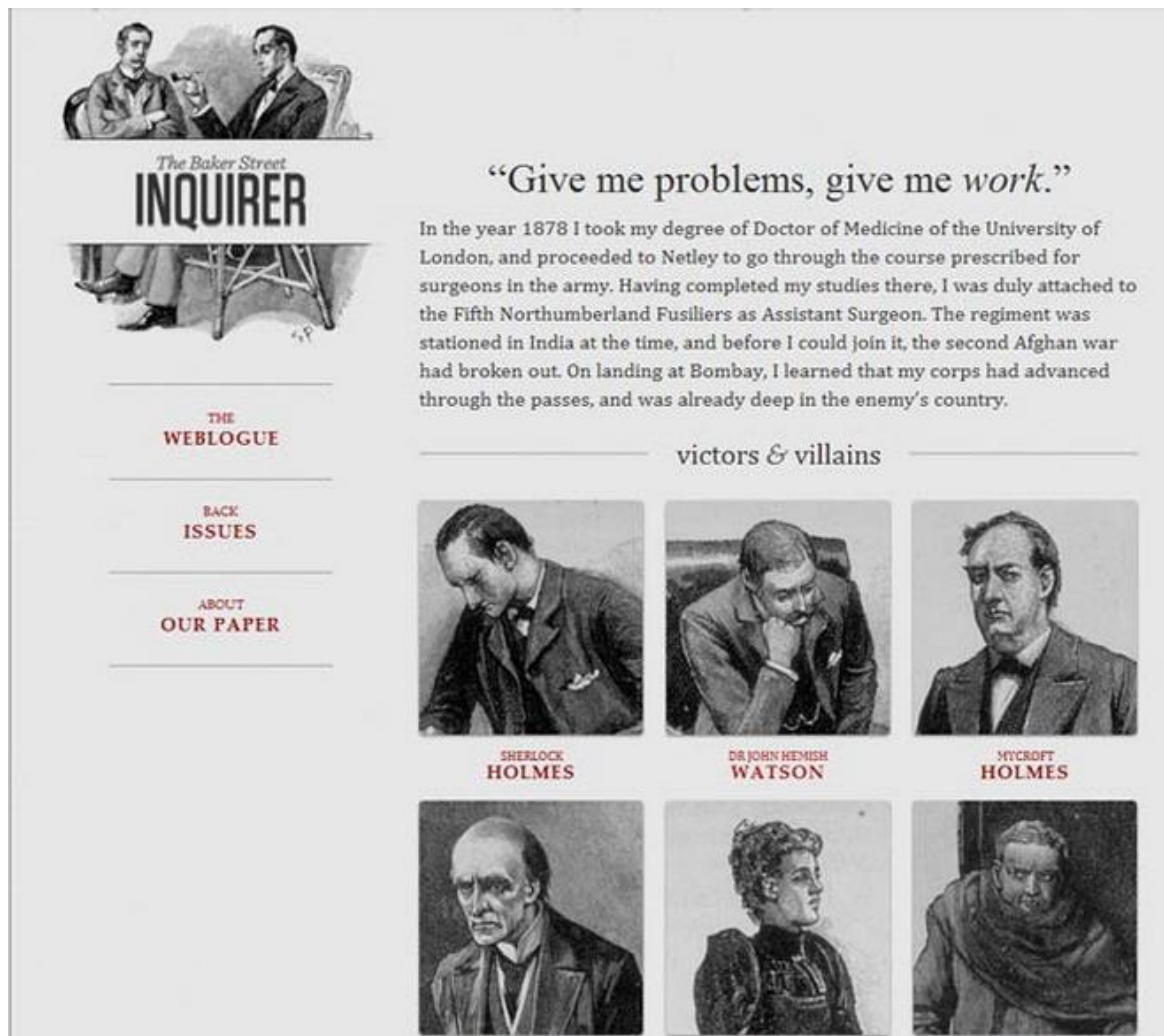 The Baker Street
INQUIRER
THE
WEBLOGUE
BACK
ISSUES
ABOUT
OUR PAPER
“Give me problems, give me work.”
In the year 1878 I took my degree of Doctor of Medicine of the University of
London, and proceeded to Netley to go through the course prescribed for
surgeons in the army. Having completed my studies there, I was duly attached to
the Fifth Northumberland Fusiliers as Assistant Surgeon. The regiment was
stationed in India at the time, and before I could join it, the second Afghan war
had broken out. On landing at Bombay, I learned that my corps had advanced
through the passes, and was already deep in the enemy’s country.
victors & villains
SHERLOCK
HOLMES
DR JOHN HEMISH
WATSON
MYCROFT
HOLMES